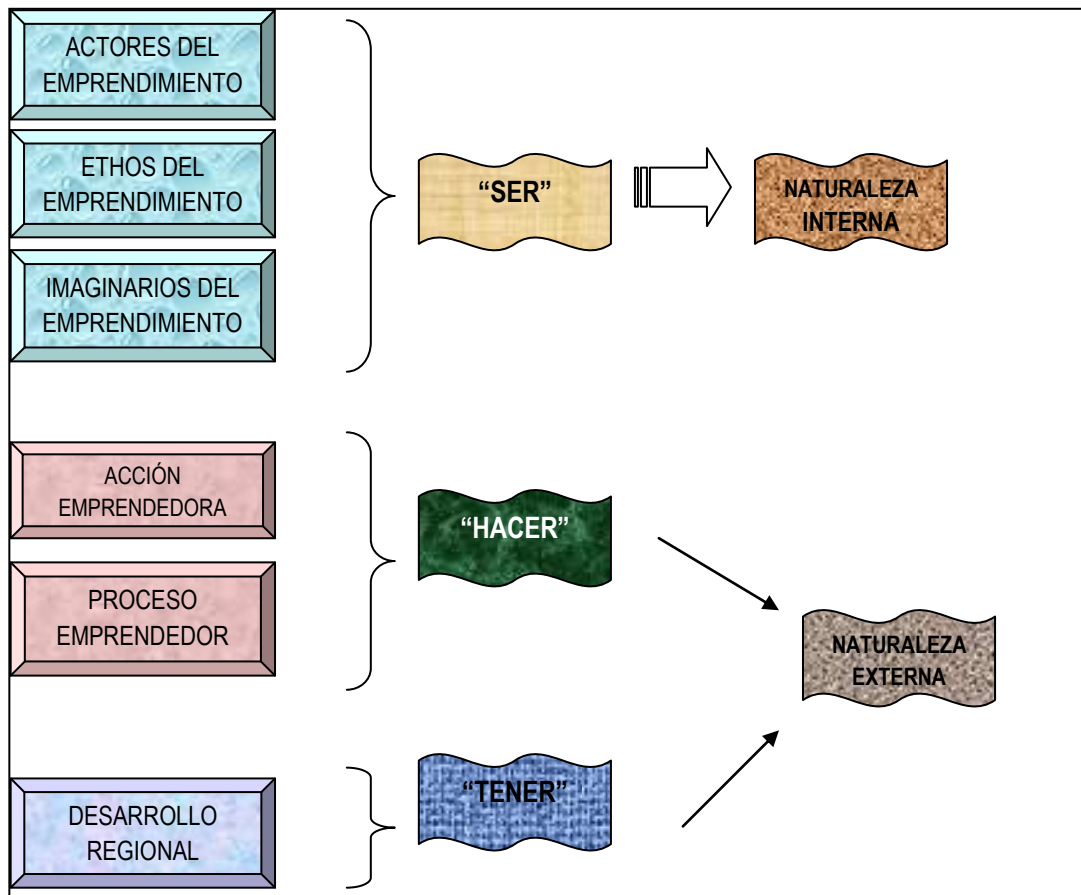 ACTORES DEL
EMPRENDIMIENTO
ETHOS DEL
EMPRENDIMIENTO
IMAGINARIOS DEL
EMPRENDIMIENTO
“SER”
NATURALEZA
INTERNA
ACCIÓN
EMPRENDEDORA
PROCESO
EMPRENDEDOR
“HACER”
NATURALEZA
EXTERNA
DESARROLLO
REGIONAL
“TENER”